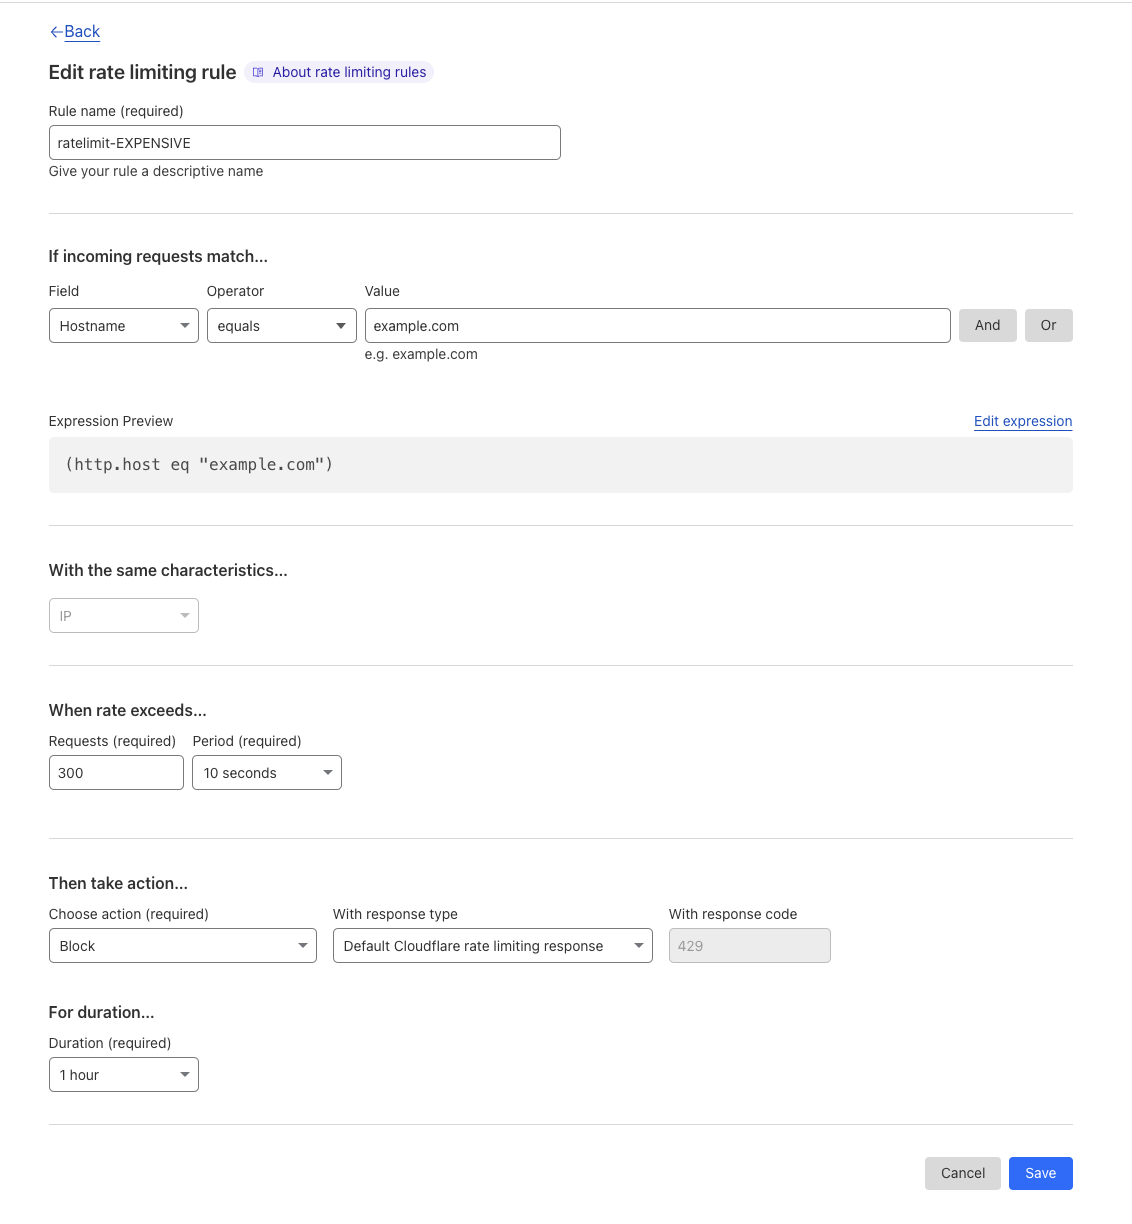 ←Back
Edit rate limiting rule About rate limiting rules
Rule name (required)
ratelimit-EXPENSIVE
Give your rule a descriptive name
If incoming requests match...
Field Operator Value
Hostname equals example.com And Or
e.g. example.com
Expression Preview Edit expression
(http.host eq "example.com")
With the same characteristics...
IP
When rate exceeds...
Requests (required) Period (required)
300 10 seconds
Then take action...
Choose action (required) With response type With response code
Block Default Cloudflare rate limiting response 429
For duration...
Duration (required)
1 hour
Cancel Save